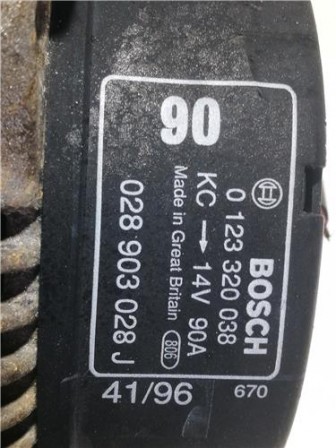 90
BOSCH
0 123 320 038
KC → 14V 90A
Made in Great Britain 806
028 903 028 J
41/96 670